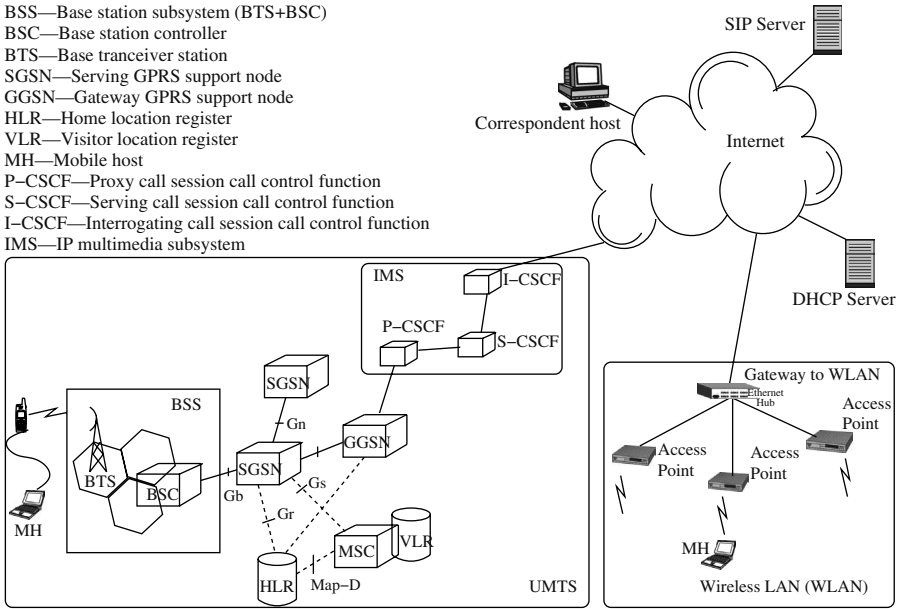 BSS—Base station subsystem (BTS+BSC)
BSC—Base station controller
BTS—Base tranceiver station
SGSN—Serving GPRS support node
GGSN—Gateway GPRS support node
HLR—Home location register
VLR—Visitor location register
MH—Mobile host
P−CSCF—Proxy call session call control function
S−CSCF—Serving call session call control function
I−CSCF—Interrogating call session call control function
IMS—IP multimedia subsystem
SIP Server
Correspondent host
Internet
DHCP Server
IMS
I−CSCF
P−CSCF
S−CSCF
SGSN
BSS
Gn
GGSN
BTS
BSC
SGSN
Gb
Gs
Gr
MH
MSC
VLR
HLR
Map−D
UMTS
Gateway to WLAN
Ethernet
Hub
Access
Point
Access
Point
Access
Point
MH
Wireless LAN (WLAN)